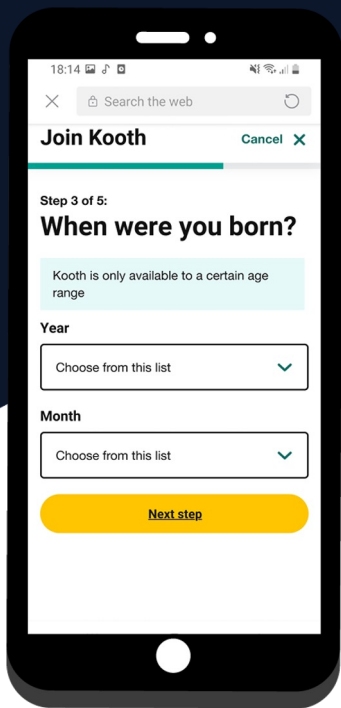 18:14
Search the web
Join Kooth
Cancel
Step 3 of 5:
When were you born?
Kooth is only available to a certain age
range
Year
Choose from this list
Month
Choose from this list
Next step